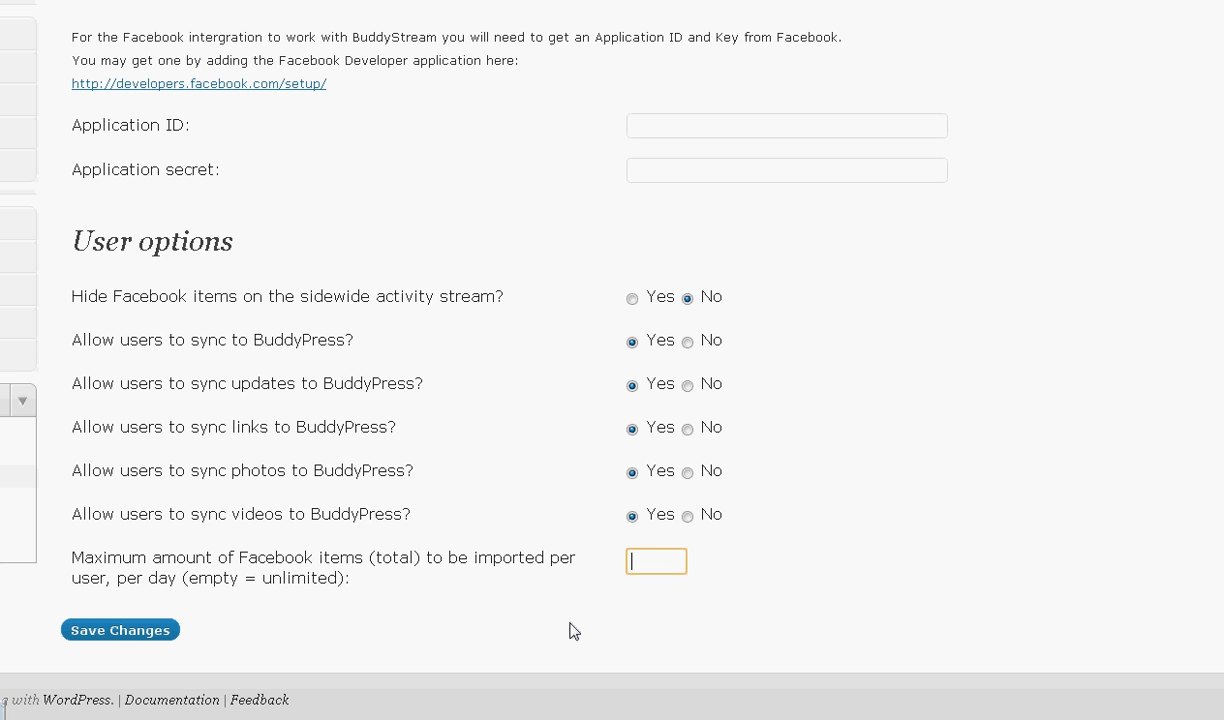 For the Facebook intergration to work with BuddyStream you will need to get an Application ID and Key from Facebook.
You may get one by adding the Facebook Developer application here:
http://developers.facebook.com/setup/
Application ID:
Application secret:
User options
Hide Facebook items on the sidewide activity stream? Yes No
Allow users to sync to BuddyPress? Yes No
Allow users to sync updates to BuddyPress? Yes No
Allow users to sync links to BuddyPress? Yes No
Allow users to sync photos to BuddyPress? Yes No
Allow users to sync videos to BuddyPress? Yes No
Maximum amount of Facebook items (total) to be imported per
user, per day (empty = unlimited):
Save Changes
with WordPress. | Documentation | Feedback